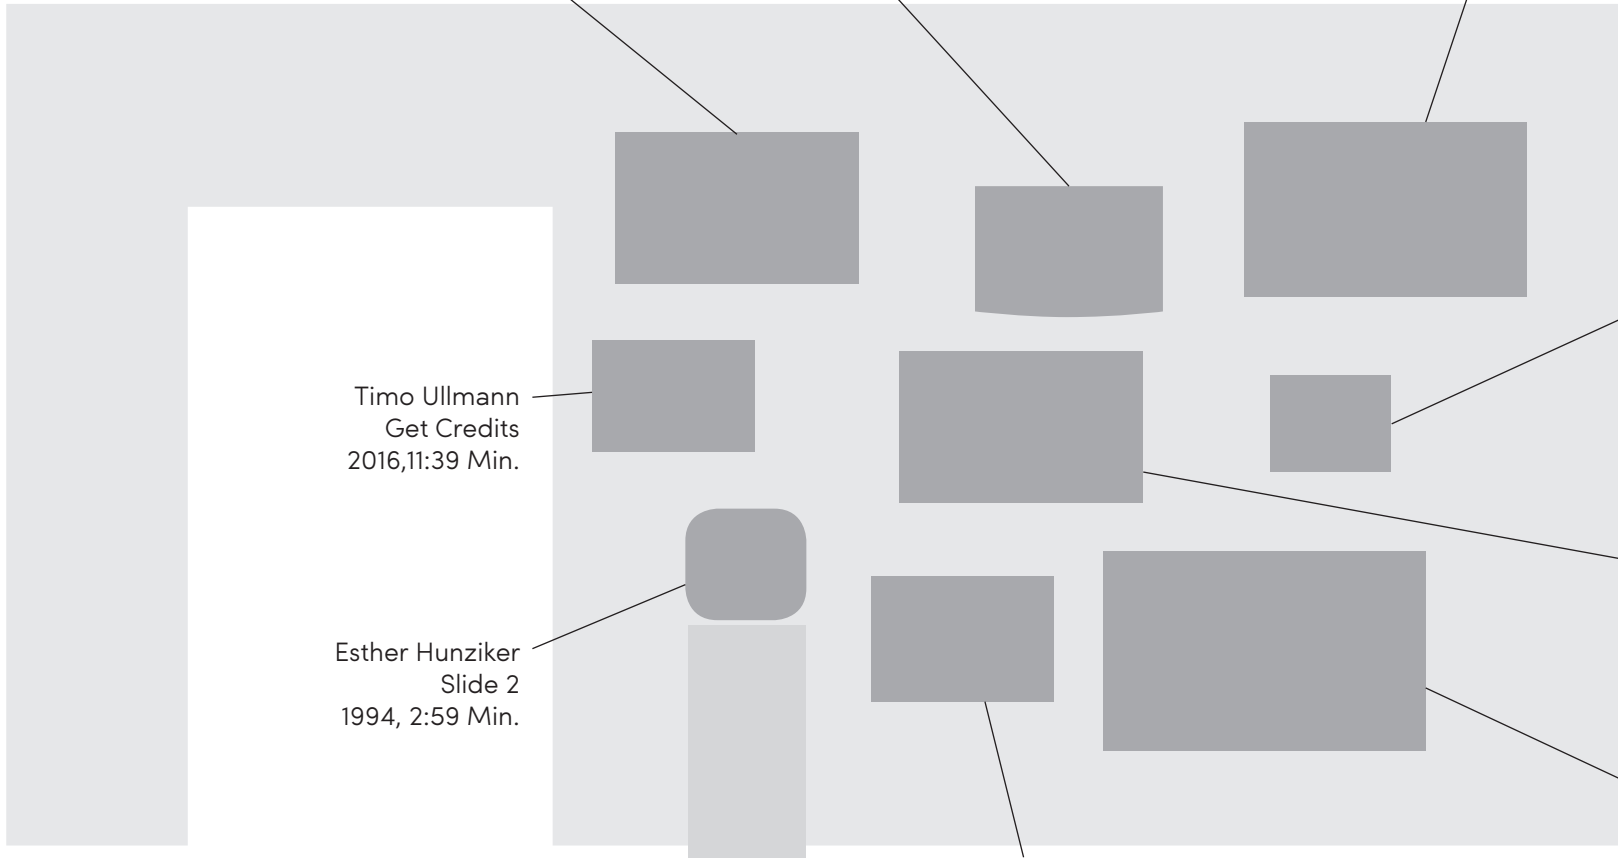 Timo Ullmann
Get Credits
2016,11:39 Min.
Esther Hunziker
Slide 2
1994, 2:59 Min.